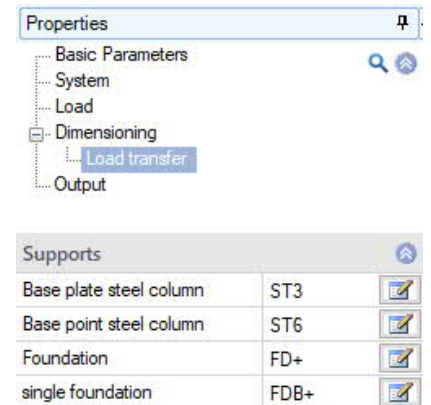 Properties
Basic Parameters
System
Load
Dimensioning
Load transfer
Output
Supports
Base plate steel column ST3
Base point steel column ST6
Foundation FD+
single foundation FDB+